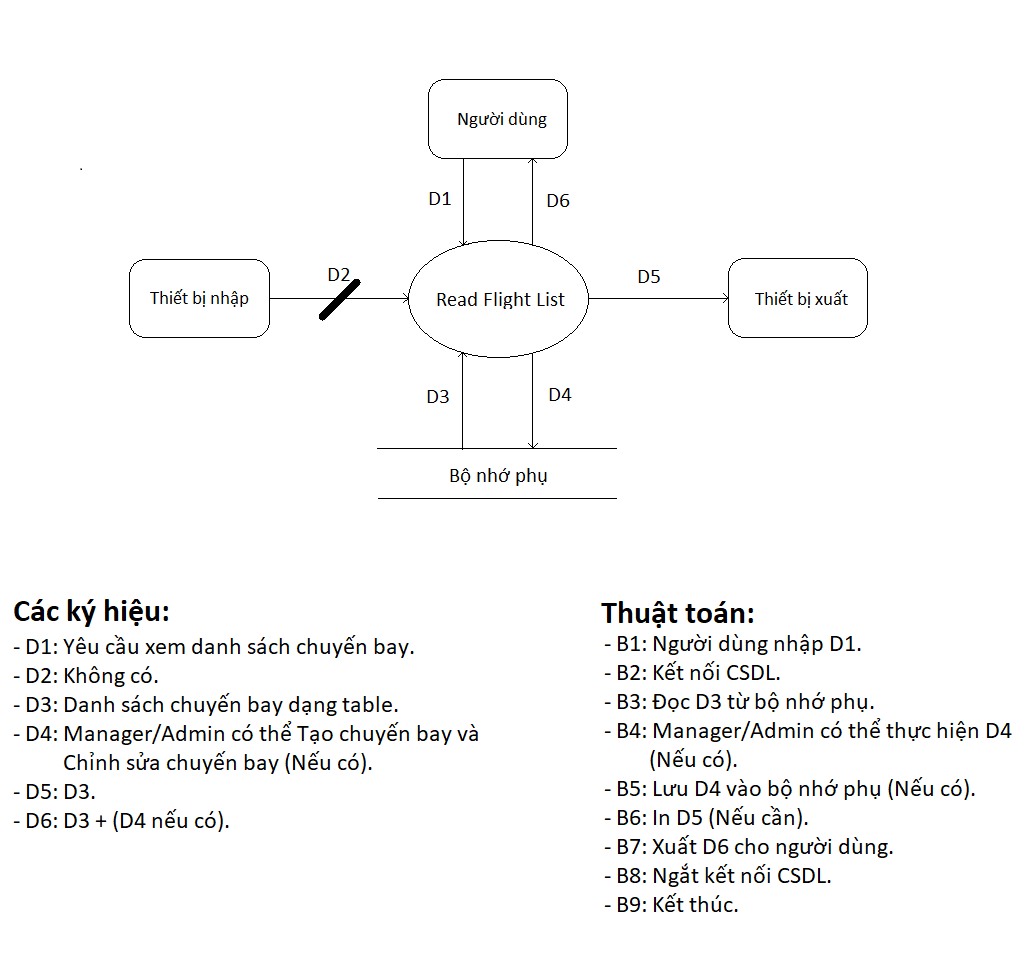 Người dùng
D1
D6
D2
D5
Thiết bị nhập
Read Flight List
Thiết bị xuất
D3
D4
Bộ nhớ phụ
Các ký hiệu:
- D1: Yêu cầu xem danh sách chuyến bay.
- D2: Không có.
- D3: Danh sách chuyến bay dạng table.
- D4: Manager/Admin có thể Tạo chuyến bay và
Chỉnh sửa chuyến bay (Nếu có).
- D5: D3.
- D6: D3 + (D4 nếu có).
Thuật toán:
- B1: Người dùng nhập D1.
- B2: Kết nối CSDL.
- B3: Đọc D3 từ bộ nhớ phụ.
- B4: Manager/Admin có thể thực hiện D4
(Nếu có).
- B5: Lưu D4 vào bộ nhớ phụ (Nếu có).
- B6: In D5 (Nếu cần).
- B7: Xuất D6 cho người dùng.
- B8: Ngắt kết nối CSDL.
- B9: Kết thúc.